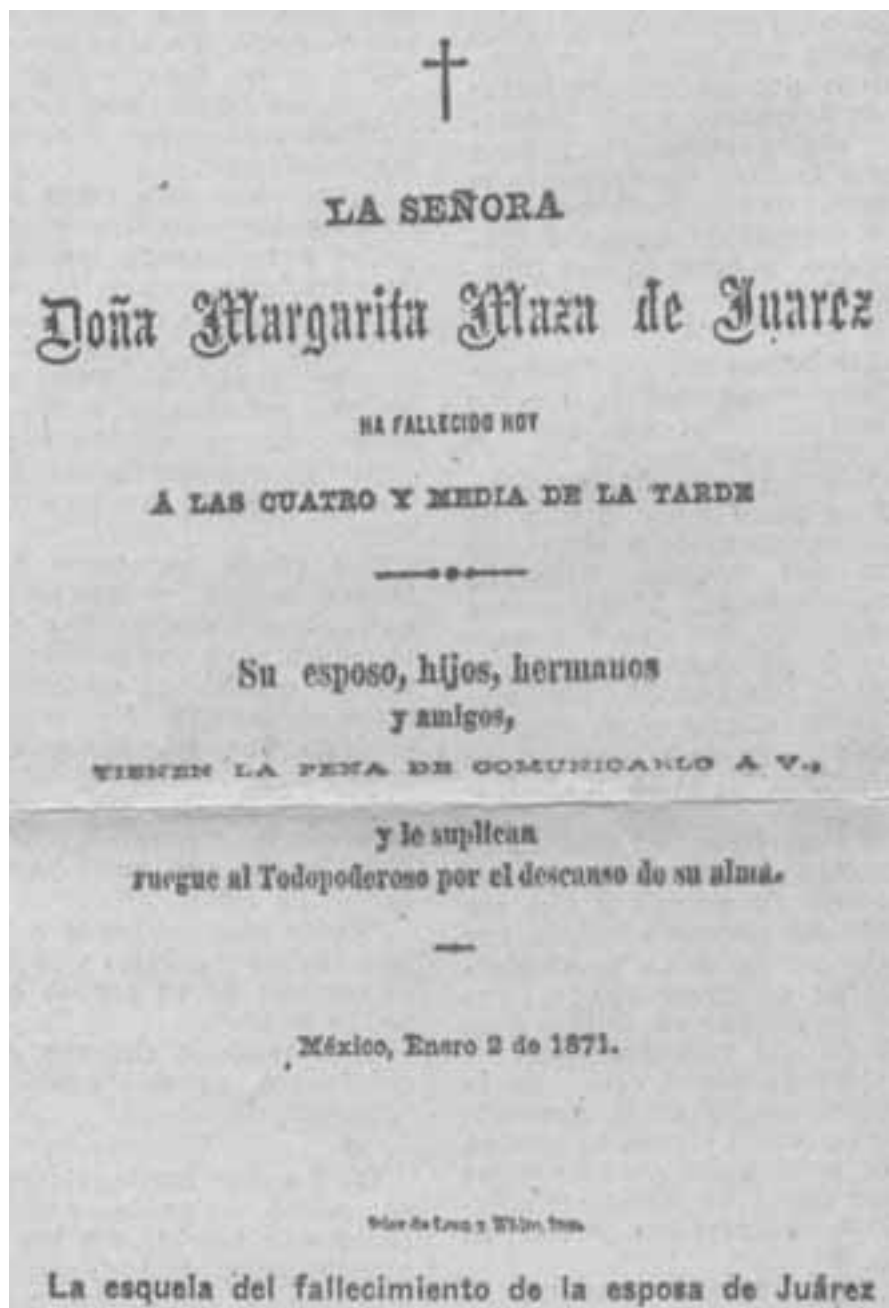 LA SEÑORA
Doña Margarita Maza de Juarez
HA FALLECIDO HOY
Á LAS CUATRO Y MEDIA DE LA TARDE
Su esposo, hijos, hermanos
y amigos,
TIENEN LA PENA DE COMUNICARLO A V.,
y le suplican
ruegue al Todopoderoso por el descanso de su alma.
México, Enero 2 de 1871.
La esquela del fallecimiento de la esposa de Juárez